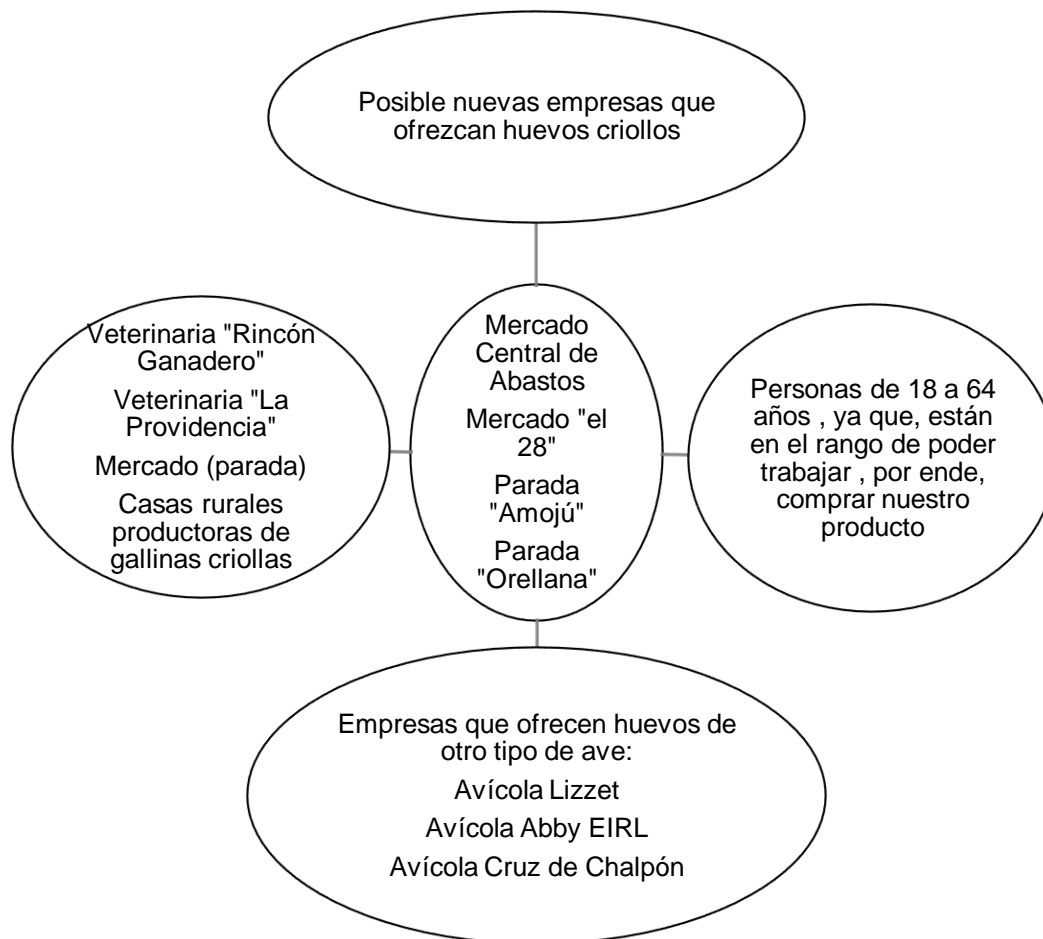 Posible nuevas empresas que
ofrezcan huevos criollos
Veterinaria "Rincón
Ganadero"
Veterinaria "La
Providencia"
Mercado (parada)
Casas rurales
productoras de
gallinas criollas
Mercado
Central de
Abastos
Mercado "el
28"
Parada
"Amojú"
Parada
"Orellana"
Personas de 18 a 64
años , ya que, están
en el rango de poder
trabajar , por ende,
comprar nuestro
producto
Empresas que ofrecen huevos de
otro tipo de ave:
Avícola Lizzet
Avícola Abby EIRL
Avícola Cruz de Chalpón